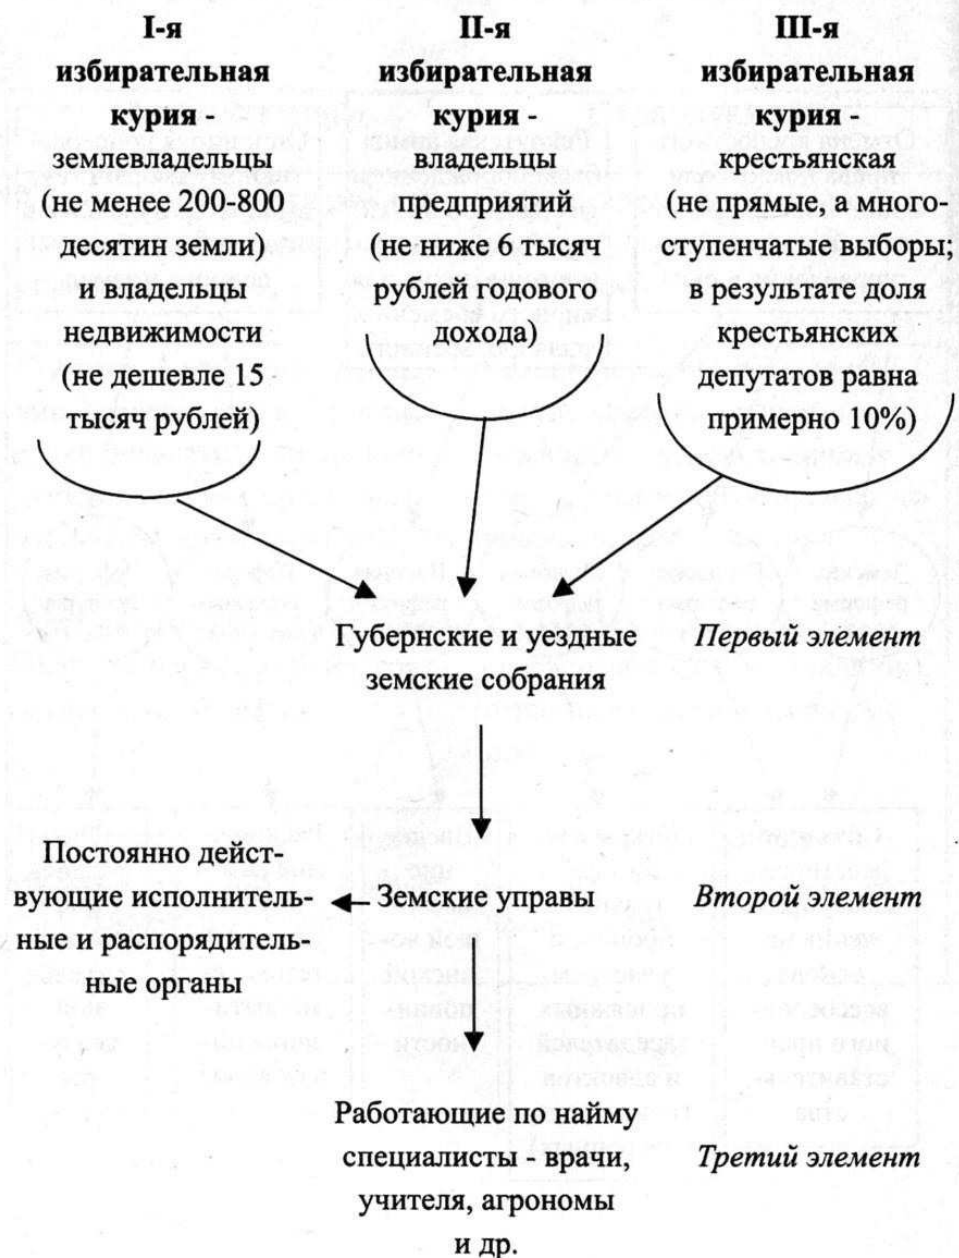 I-я
избирательная
курия -
землевладельцы
(не менее 200-800
десятин земли)
и владельцы
недвижимости
(не дешевле 15
тысяч рублей)
II-я
избирательная
курия -
владельцы
предприятий
(не ниже 6 тысяч
рублей годового
дохода)
III-я
избирательная
курия -
крестьянская
(не прямые, а много-
ступенчатые выборы;
в результате доля
крестьянских
депутатов равна
примерно 10%)
Губернские и уездные
земские собрания
Первый элемент
Постоянно дейст-
вующие исполнитель-
ные и распорядитель-
ные органы
Земские управы
Второй элемент
Работающие по найму
специалисты - врачи,
учителя, агрономы
и др.
Третий элемент